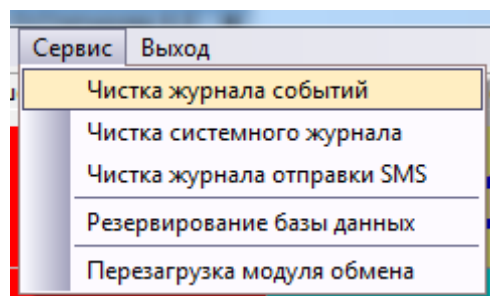 Сервис Выход
Чистка журнала событий
Чистка системного журнала
Чистка журнала отправки SMS
Резервирование базы данных
Перезагрузка модуля обмена